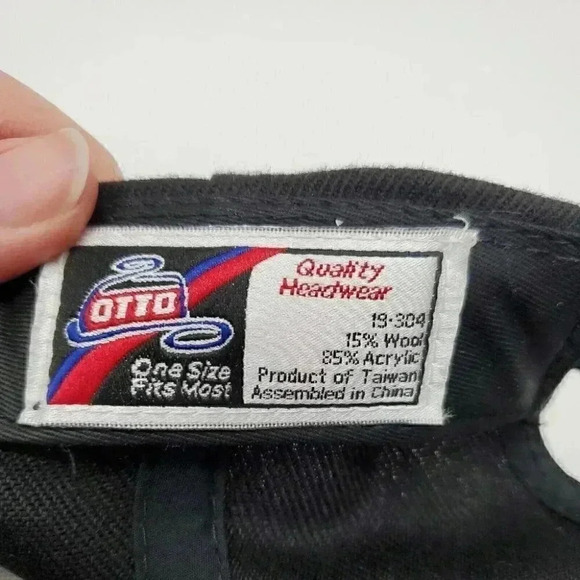 OTTO
One Size
Fits Most
Quality
Headwear
19-304
15% Wool
85% Acrylic
Product of Taiwan
Assembled in China